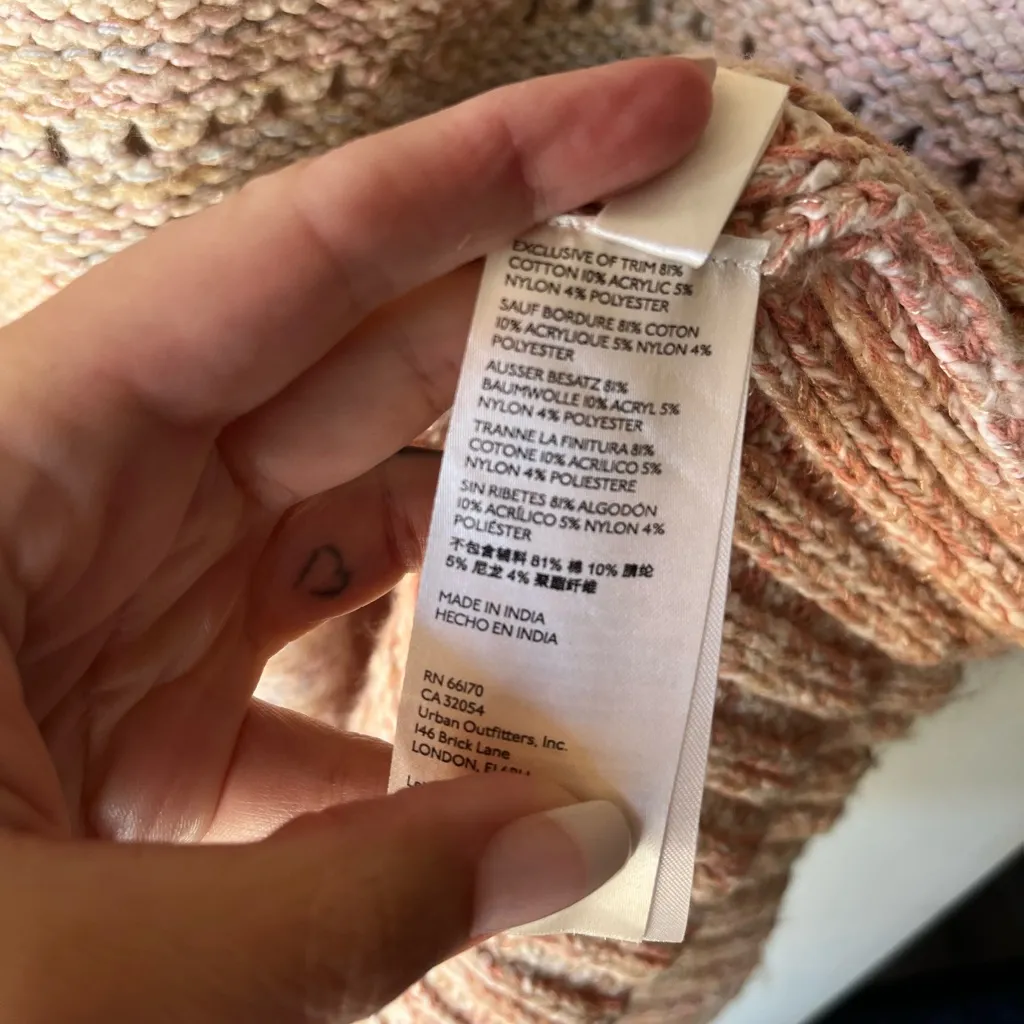 EXCLUSIVE OF TRIM 81%
COTTON 10% ACRYLIC 5%
NYLON 4% POLYESTER
SAUF BORDURE 81% COTON
10% ACRYLIQUE 5% NYLON 4%
POLYESTER
AUSSER BESATZ 81%
BAUMWOLLE 10% ACRYL 5%
NYLON 4% POLYESTER
TRANNE LA FINITURA 81%
COTONE 10% ACRILICO 5%
NYLON 4% POLIESTERE
SIN RIBETES 81% ALGODÓN
10% ACRÍLICO 5% NYLON 4%
POLIÉSTER
不包含辅料 81% 棉 10% 腈纶
5% 尼龙 4% 聚酯纤维
MADE IN INDIA
HECHO EN INDIA
RN 66170
CA 32054
Urban Outfitters, Inc.
146 Brick Lane
LONDON,